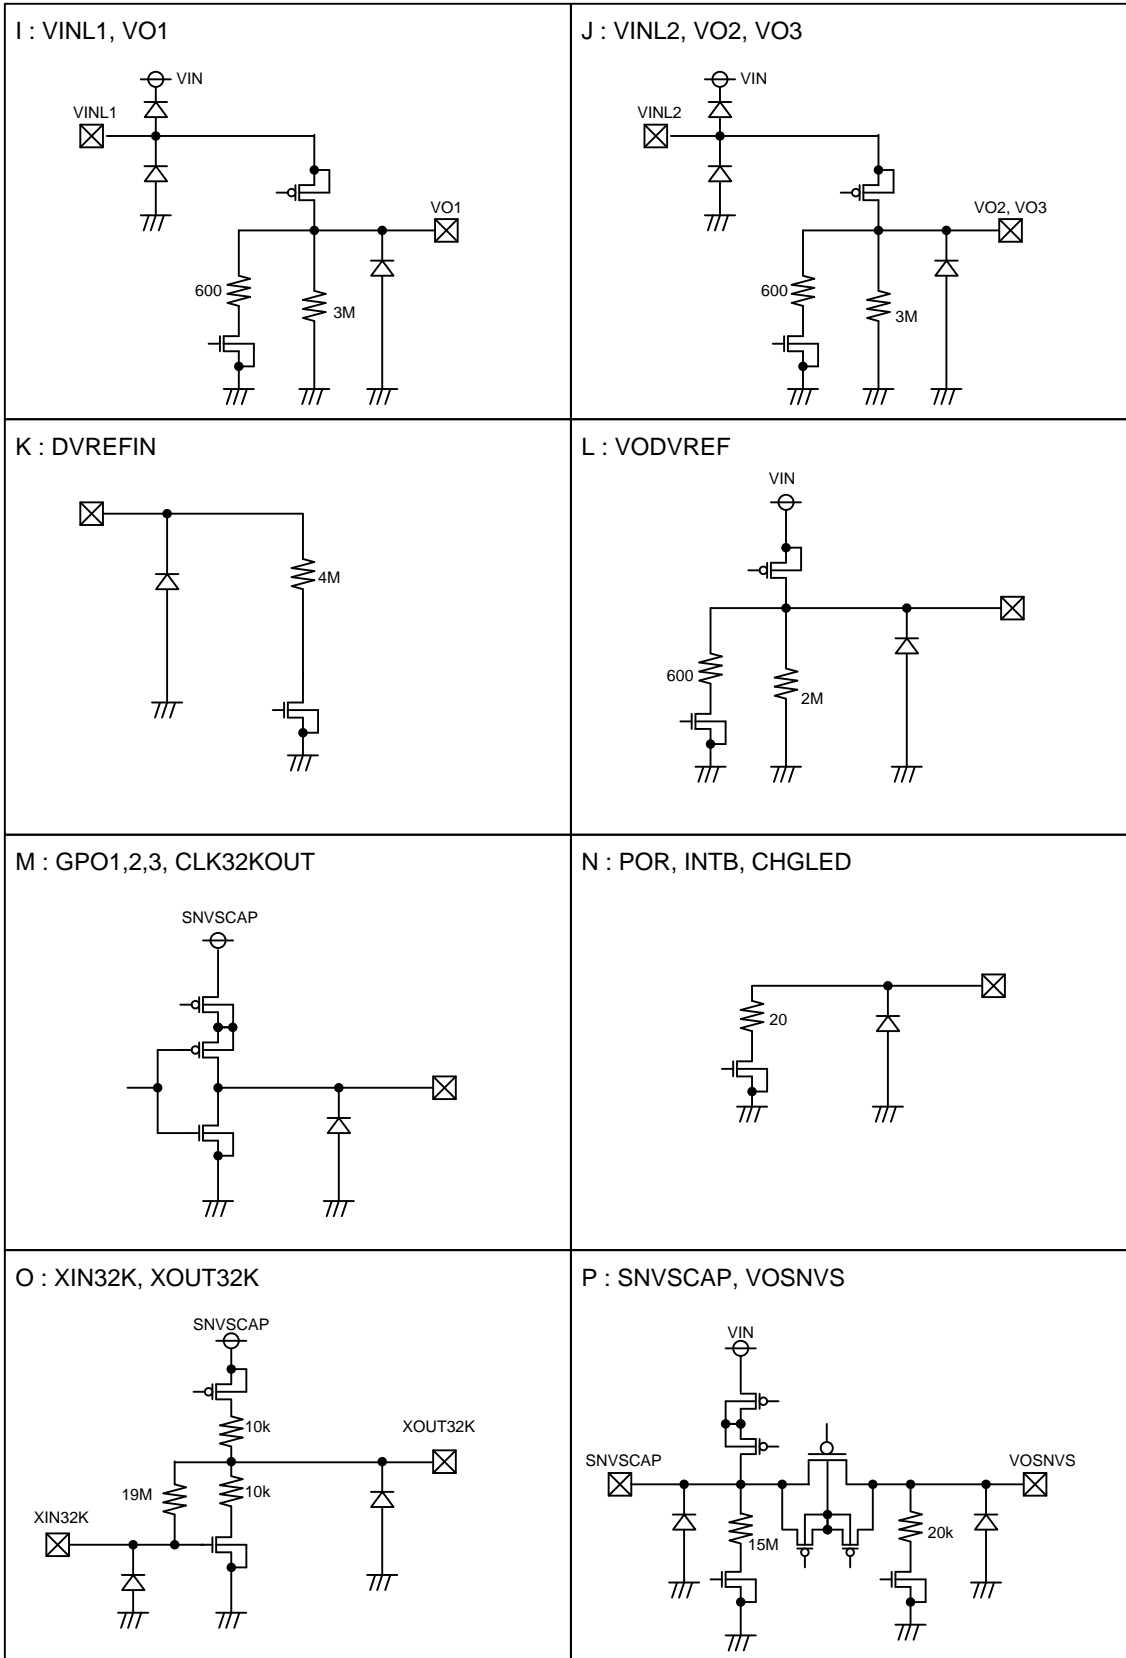 I : VINL1, VO1
VIN
VINL1
VO1
600
3M
J : VINL2, VO2, VO3
VIN
VINL2
VO2, VO3
600
3M
K : DVREFIN
4M
L : VODVREF
VIN
600
2M
M : GPO1,2,3, CLK32KOUT
SNVSCAP
N : POR, INTB, CHGLED
20
O : XIN32K, XOUT32K
SNVSCAP
10k
XOUT32K
19M
10k
XIN32K
P : SNVSCAP, VOSNVS
VIN
SNVSCAP
VOSNVS
15M
20k